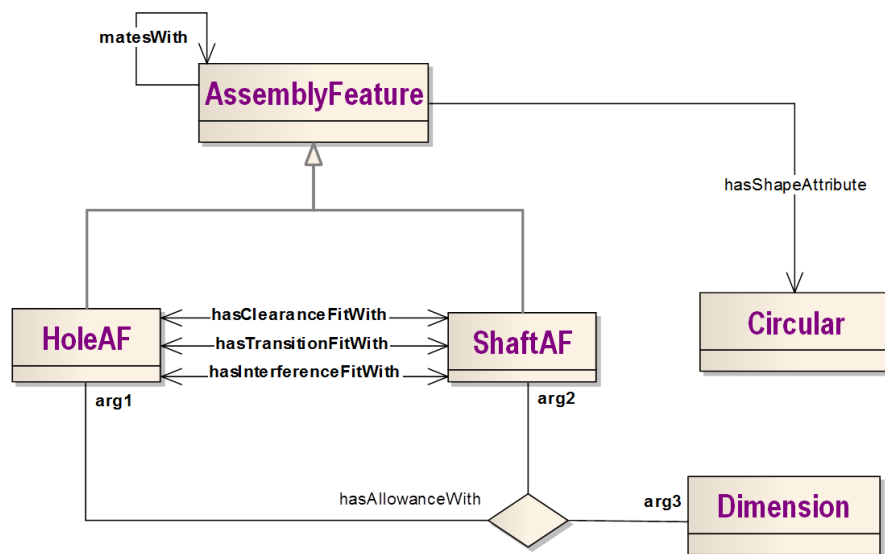 matesWith
AssemblyFeature
hasShapeAttribute
HoleAF
hasClearanceFitWith
hasTransitionFitWith
hasInterferenceFitWith
ShaftAF
Circular
arg1
arg2
hasAllowanceWith
arg3
Dimension